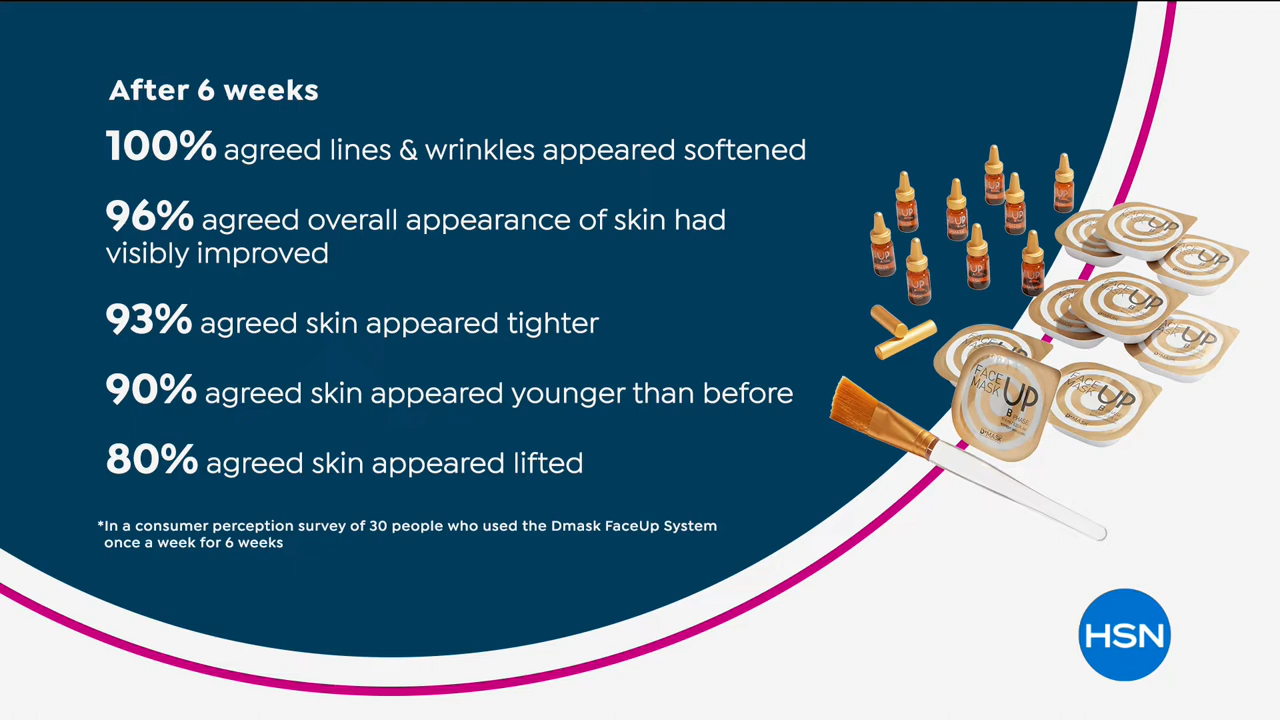 After 6 weeks
100% agreed lines & wrinkles appeared softened
96% agreed overall appearance of skin had
visibly improved
93% agreed skin appeared tighter
90% agreed skin appeared younger than before
80% agreed skin appeared lifted
*In a consumer perception survey of 30 people who used the Dmask FaceUp System
once a week for 6 weeks
FACE
MASK UP
B PHASE
DMASK
HSN